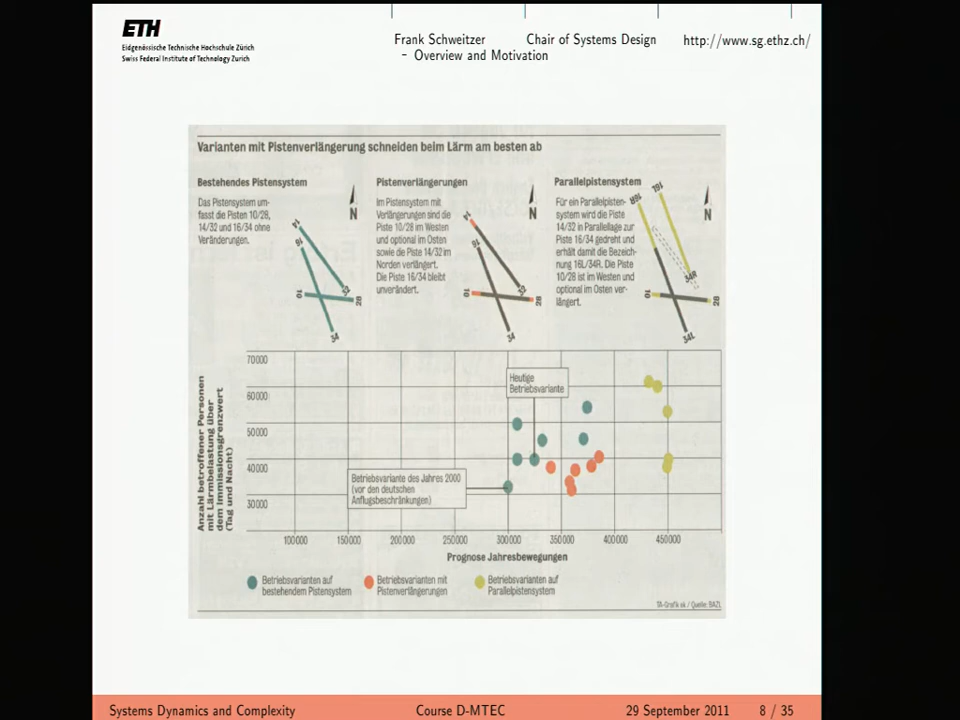 ETH
Eidgenössische Technische Hochschule Zürich
Swiss Federal Institute of Technology Zurich
Frank Schweitzer Chair of Systems Design http://www.sg.ethz.ch/
– Overview and Motivation
Varianten mit Pistenverlängerung schneiden beim Lärm am besten ab
Bestehendes Pistensystem
Das Pistensystem um-
fasst die Pisten 10/28,
14/32 und 16/34 ohne
Veränderungen.
N
14
16
10
32
28
34
Pistenverlängerungen
Im Pistensystem mit
Verlängerungen sind die
Piste 10/28 im Westen
und optional im Osten
sowie die Piste 14/32 im
Norden verlängert.
Die Piste 16/34 bleibt
unverändert.
N
14
16
10
32
28
34
Parallelpistensystem
Für ein Parallelpisten-
system wird die Piste
14/32 in Parallellage zur
Piste 16/34 gedreht und
erhält damit die Bezeich-
nung 16L/34R. Die Piste
10/28 ist im Westen und
optional im Osten ver-
längert.
N
16R
16L
34R
10
28
34L
Anzahl betroffener Personen
mit Lärmbelastung über
dem Immissionsgrenzwert
(Tag und Nacht)
70000
60000
50000
40000
30000
Heutige
Betriebsvariante
Betriebsvariante des Jahres 2000
(vor den deutschen
Anflugsbeschränkungen)
100000 150000 200000 250000 300000 350000 400000 450000
Prognose Jahresbewegungen
Betriebsvarianten auf
bestehendem Pistensystem
Betriebsvarianten mit
Pistenverlängerungen
Betriebsvarianten auf
Parallelpistensystem
TA-Grafik ek / Quelle: BAZL
Systems Dynamics and Complexity Course D-MTEC 29 September 2011 8 / 35